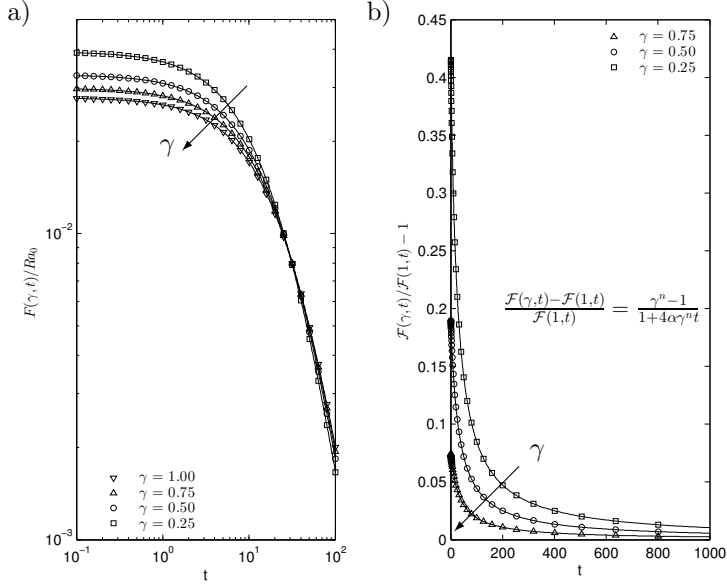 a)
F(γ, t)/Ra₀
10⁻²
10⁻³
10⁻¹
10⁰
10¹
10²
t
γ
γ = 1.00
γ = 0.75
γ = 0.50
γ = 0.25
b)
ℱ(γ, t)/ℱ(1, t) − 1
0.45
0.4
0.35
0.3
0.25
0.2
0.15
0.1
0.05
0
0
200
400
600
800
1000
t
γ = 0.75
γ = 0.50
γ = 0.25
ℱ(γ,t)−ℱ(1,t) / ℱ(1,t) = γⁿ−1 / 1+4αγⁿt
γ